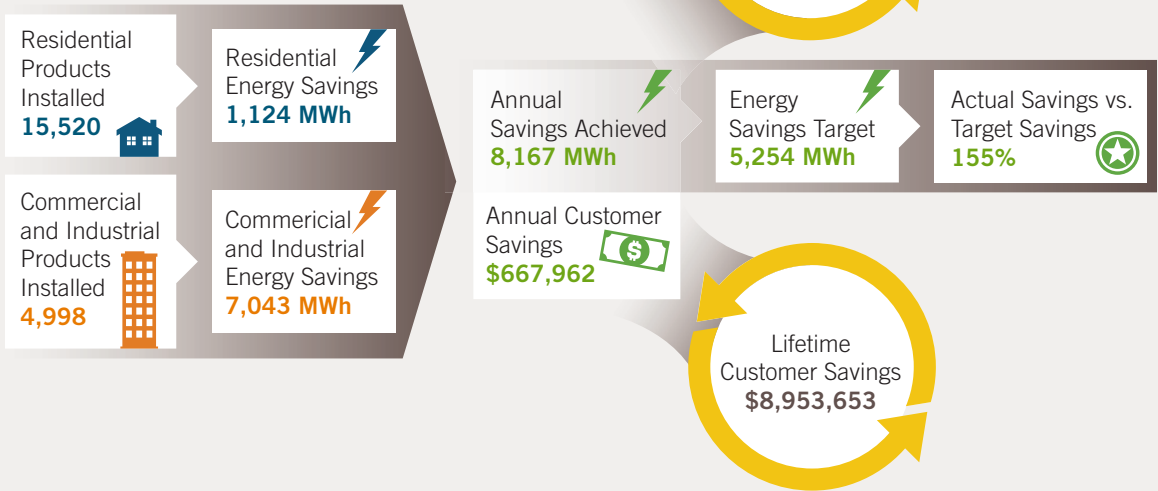 Residential
Products
Installed
15,520
Residential
Energy Savings
1,124 MWh
Commercial
and Industrial
Products
Installed
4,998
Commericial
and Industrial
Energy Savings
7,043 MWh
Annual
Savings Achieved
8,167 MWh
Energy
Savings Target
5,254 MWh
Actual Savings vs.
Target Savings
155%
Annual Customer
Savings
$667,962
$
Lifetime
Customer Savings
$8,953,653